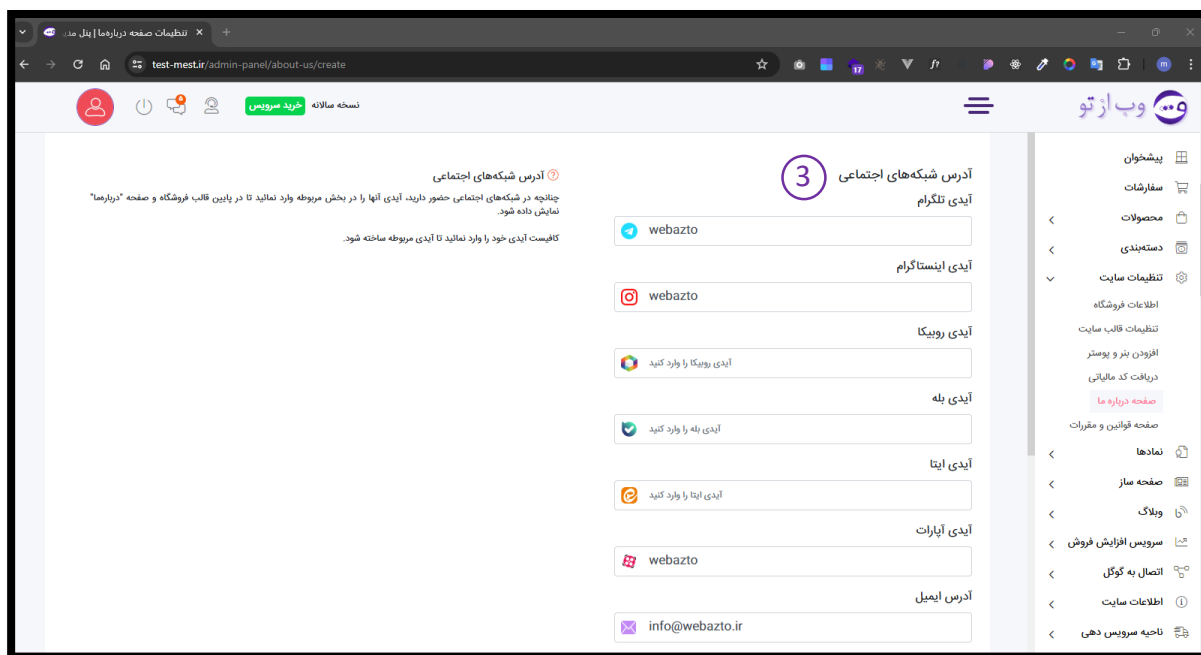 تنظیمات صفحه درباره‌ما | پنل مدی
test-mest.ir/admin-panel/about-us/create
17
m
وب از تو
نسخه سالانه
خرید سرویس
پیشخوان
سفارشات
محصولات
دسته‌بندی
تنظیمات سایت
اطلاعات فروشگاه
تنظیمات قالب سایت
افزودن بنر و پوستر
دریافت کد مالیاتی
صفحه درباره ما
صفحه قوانین و مقررات
نمادها
صفحه ساز
وبلاگ
سرویس افزایش فروش
اتصال به گوگل
اطلاعات سایت
ناحیه سرویس دهی
آدرس شبکه‌های اجتماعی
3
آیدی تلگرام
webazto
آیدی اینستاگرام
webazto
آیدی روبیکا
آیدی روبیکا را وارد کنید
آیدی بله
آیدی بله را وارد کنید
آیدی ایتا
آیدی ایتا را وارد کنید
آیدی آپارات
webazto
آدرس ایمیل
info@webazto.ir
آدرس شبکه‌های اجتماعی
چنانچه در شبکه‌های اجتماعی حضور دارید، آیدی آنها را در بخش مربوطه وارد نمائید تا در پایین قالب فروشگاه و صفحه "درباره‌ما"
نمایش داده شود.
کافیست آیدی خود را وارد نمائید تا آیدی مربوطه ساخته شود.